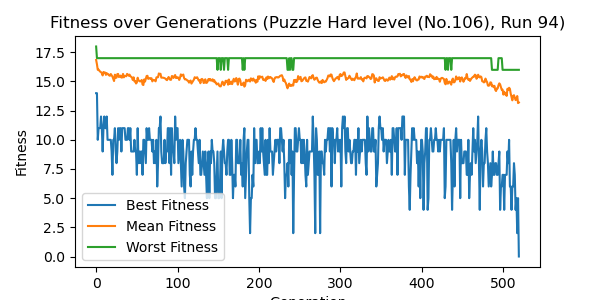 Fitness over Generations (Puzzle Hard level (No.106), Run 94)
17.5
15.0
12.5
10.0
7.5
5.0
2.5
0.0
Fitness
Best Fitness
Mean Fitness
Worst Fitness
0
100
200
300
400
500
Generation